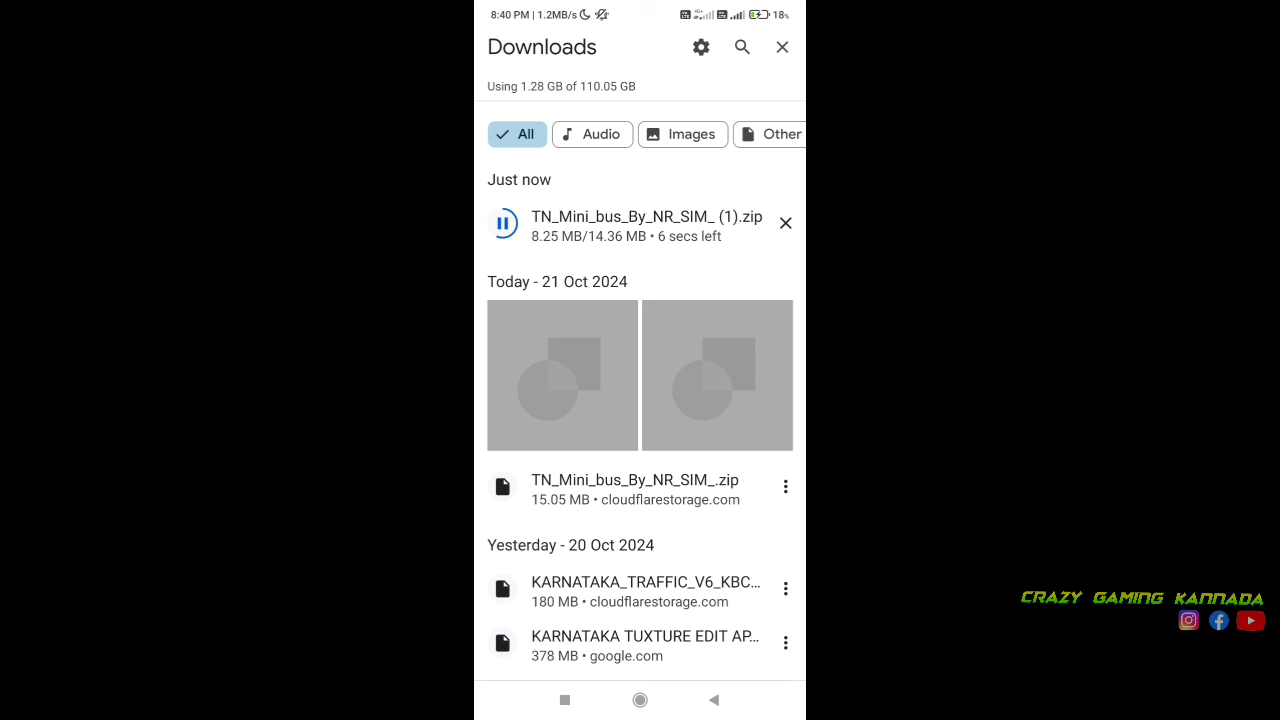 8:40 PM | 1.2MB/s 18%
Downloads
Using 1.28 GB of 110.05 GB
All Audio Images Other
Just now
TN_Mini_bus_By_NR_SIM_ (1).zip
8.25 MB/14.36 MB • 6 secs left
Today - 21 Oct 2024
TN_Mini_bus_By_NR_SIM_.zip
15.05 MB • cloudflarestorage.com
Yesterday - 20 Oct 2024
KARNATAKA_TRAFFIC_V6_KBC...
180 MB • cloudflarestorage.com
KARNATAKA TUXTURE EDIT AP...
378 MB • google.com
CRAZY GAMING KANNADA